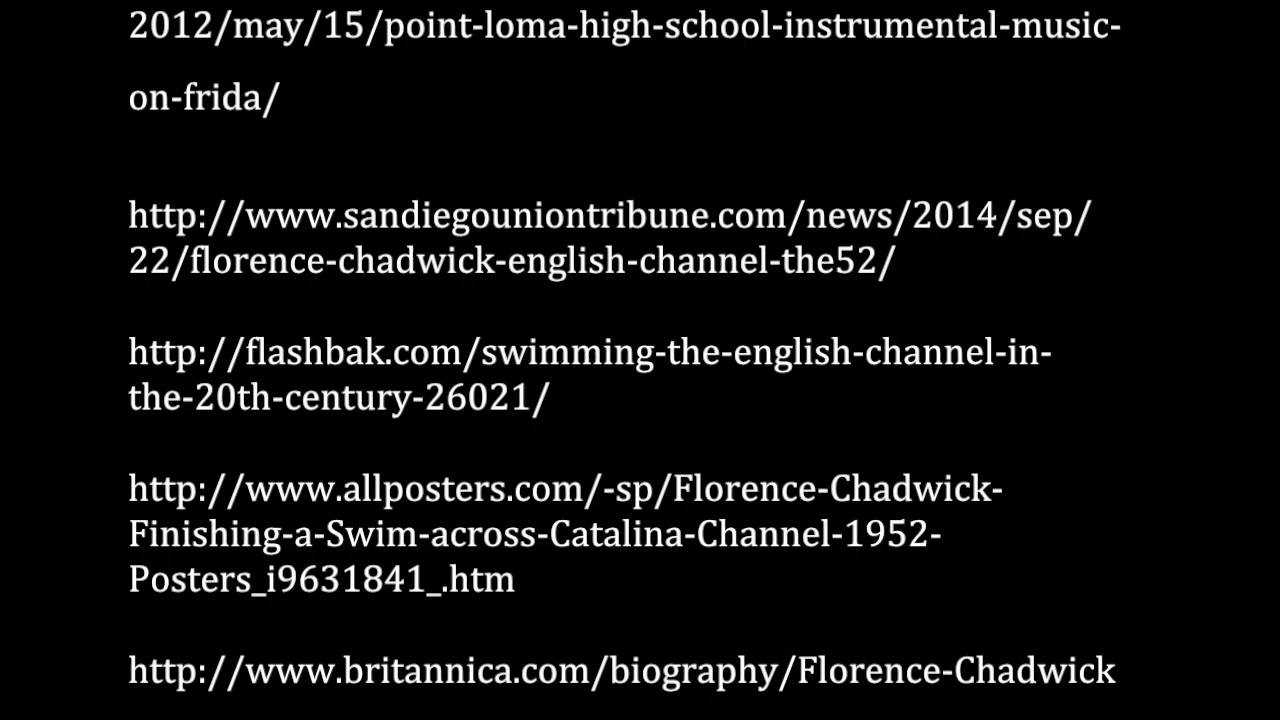 2012/may/15/point-loma-high-school-instrumental-music-
on-frida/
http://www.sandiegouniontribune.com/news/2014/sep/
22/florence-chadwick-english-channel-the52/
http://flashbak.com/swimming-the-english-channel-in-
the-20th-century-26021/
http://www.allposters.com/-sp/Florence-Chadwick-
Finishing-a-Swim-across-Catalina-Channel-1952-
Posters_i9631841_.htm
http://www.britannica.com/biography/Florence-Chadwick